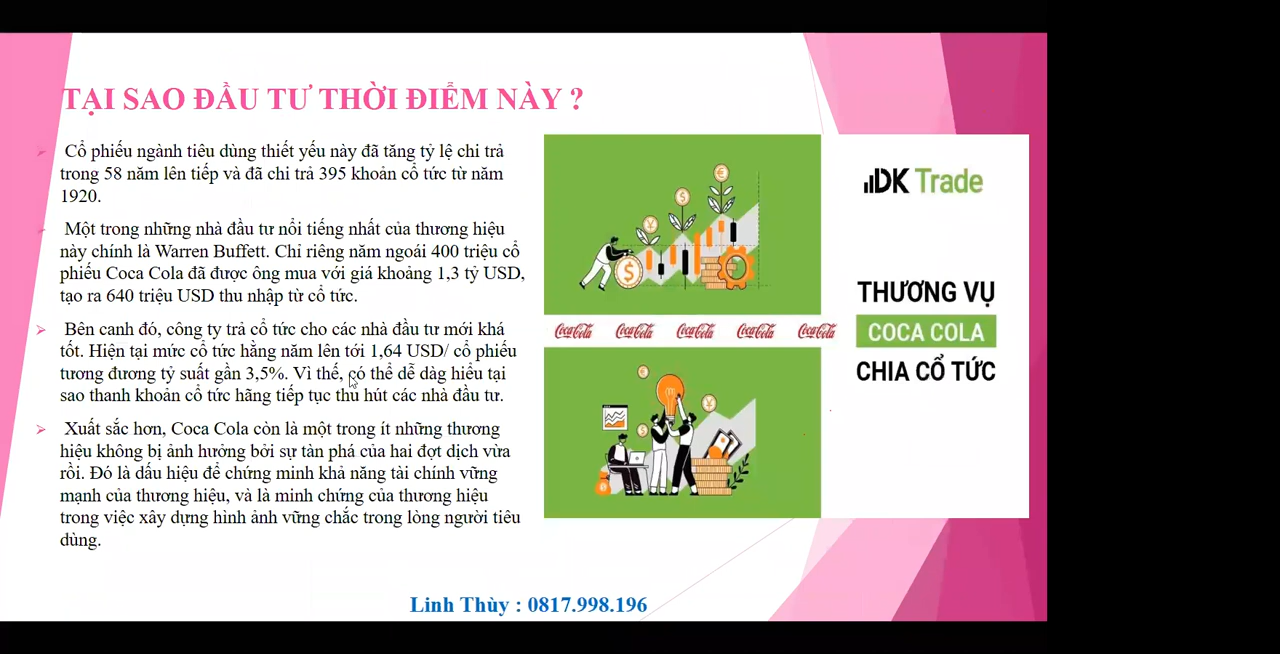 TẠI SAO ĐẦU TƯ THỜI ĐIỂM NÀY ?
Cổ phiếu ngành tiêu dùng thiết yếu này đã tăng tỷ lệ chi trả
trong 58 năm lên tiếp và đã chi trả 395 khoản cổ tức từ năm
1920.
Một trong những nhà đầu tư nổi tiếng nhất của thương hiệu
này chính là Warren Buffett. Chỉ riêng năm ngoái 400 triệu cổ
phiếu Coca Cola đã được ông mua với giá khoảng 1,3 tỷ USD,
tạo ra 640 triệu USD thu nhập từ cổ tức.
Bên canh đó, công ty trả cổ tức cho các nhà đầu tư mới khá
tốt. Hiện tại mức cổ tức hằng năm lên tới 1,64 USD/ cổ phiếu
tương đương tỷ suất gần 3,5%. Vì thế, có thể dễ dàg hiểu tại
sao thanh khoản cổ tức hãng tiếp tục thu hút các nhà đầu tư.
Xuất sắc hơn, Coca Cola còn là một trong ít những thương
hiệu không bị ảnh hưởng bởi sự tàn phá của hai đợt dịch vừa
rồi. Đó là dấu hiệu để chứng minh khả năng tài chính vững
mạnh của thương hiệu, và là minh chứng của thương hiệu
trong việc xây dựng hình ảnh vững chắc trong lòng người tiêu
dùng.
Coca-Cola Coca-Cola Coca-Cola Coca-Cola Coca-Cola
DK Trade
THƯƠNG VỤ
COCA COLA
CHIA CỔ TỨC
Linh Thùy : 0817.998.196